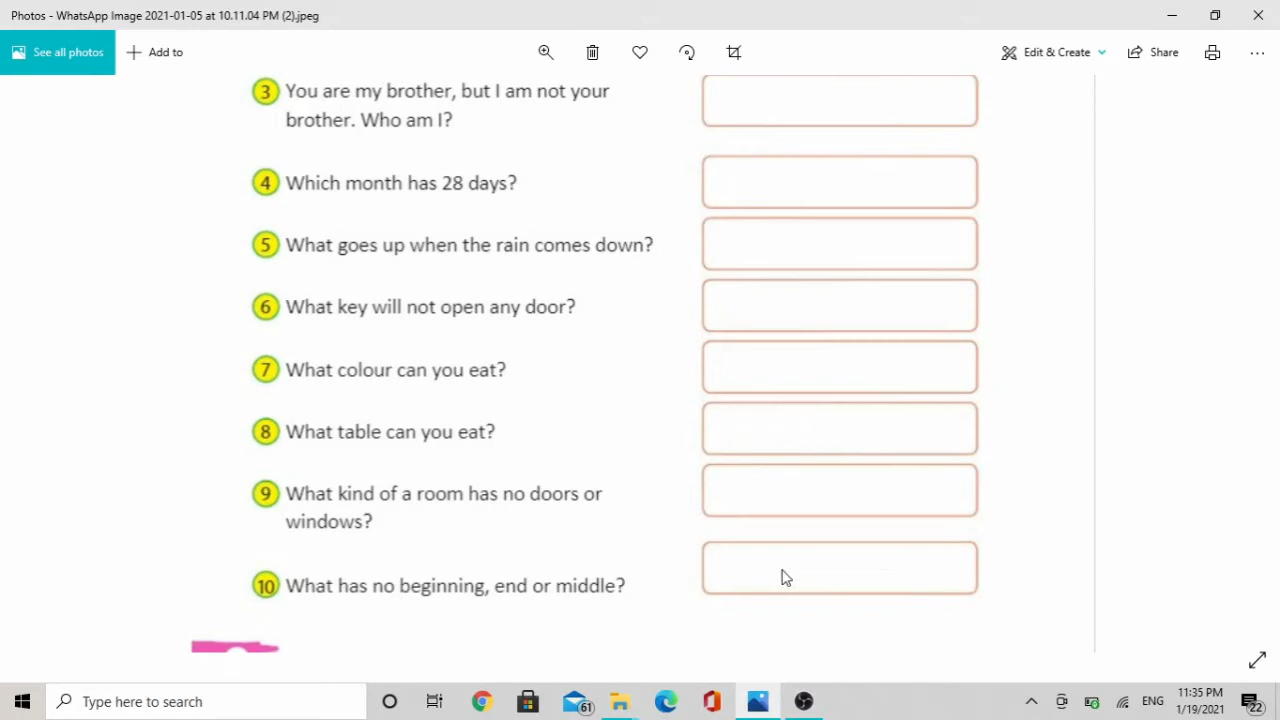 Photos - WhatsApp Image 2021-01-05 at 10.11.04 PM (2).jpeg
See all photos
Add to
Edit & Create
Share
3 You are my brother, but I am not your
brother. Who am I?
4 Which month has 28 days?
5 What goes up when the rain comes down?
6 What key will not open any door?
7 What colour can you eat?
8 What table can you eat?
9 What kind of a room has no doors or
windows?
10 What has no beginning, end or middle?
Type here to search
61
ENG
11:35 PM
1/19/2021
22